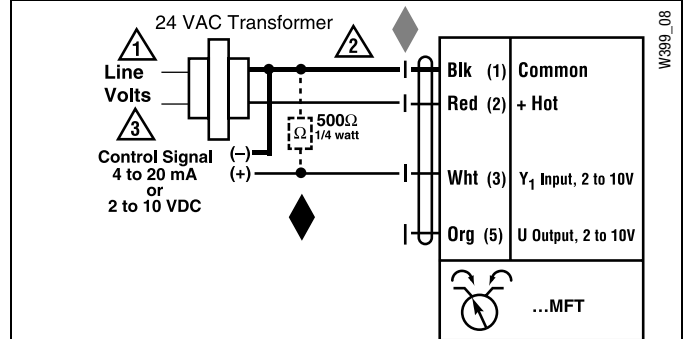 24 VAC Transformer
1
2
Line
Volts
3
Control Signal
4 to 20 mA
or
2 to 10 VDC
(–)
(+)
500Ω
1/4 watt
Ω
Blk (1) Common
Red (2) + Hot
Wht (3) Y₁ Input, 2 to 10V
Org (5) U Output, 2 to 10V
...MFT
W399_08